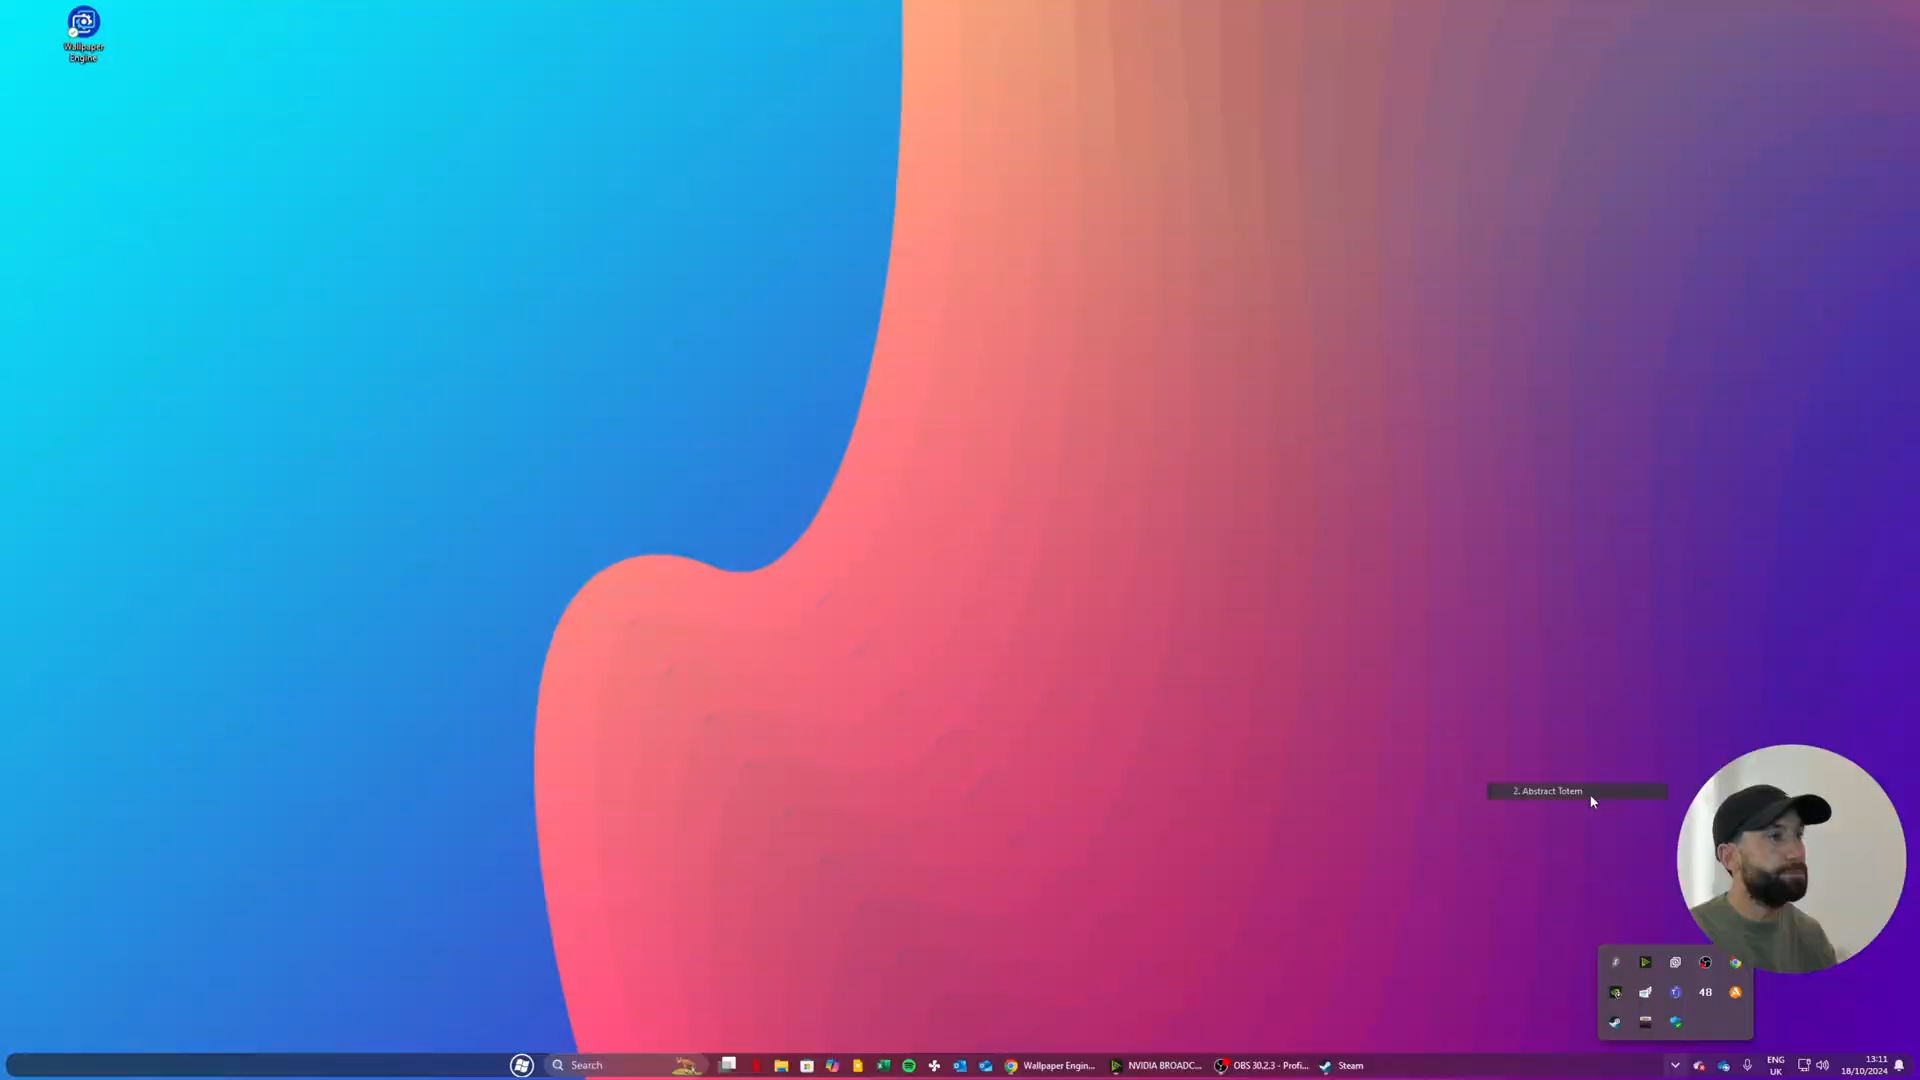 Wallpaper
Engine
2. Abstract Totem
48
Search
Wallpaper Engin...
NVIDIA BROADC...
OBS 30.2.3 - Profi...
Steam
ENG
UK
13:11
18/10/2024